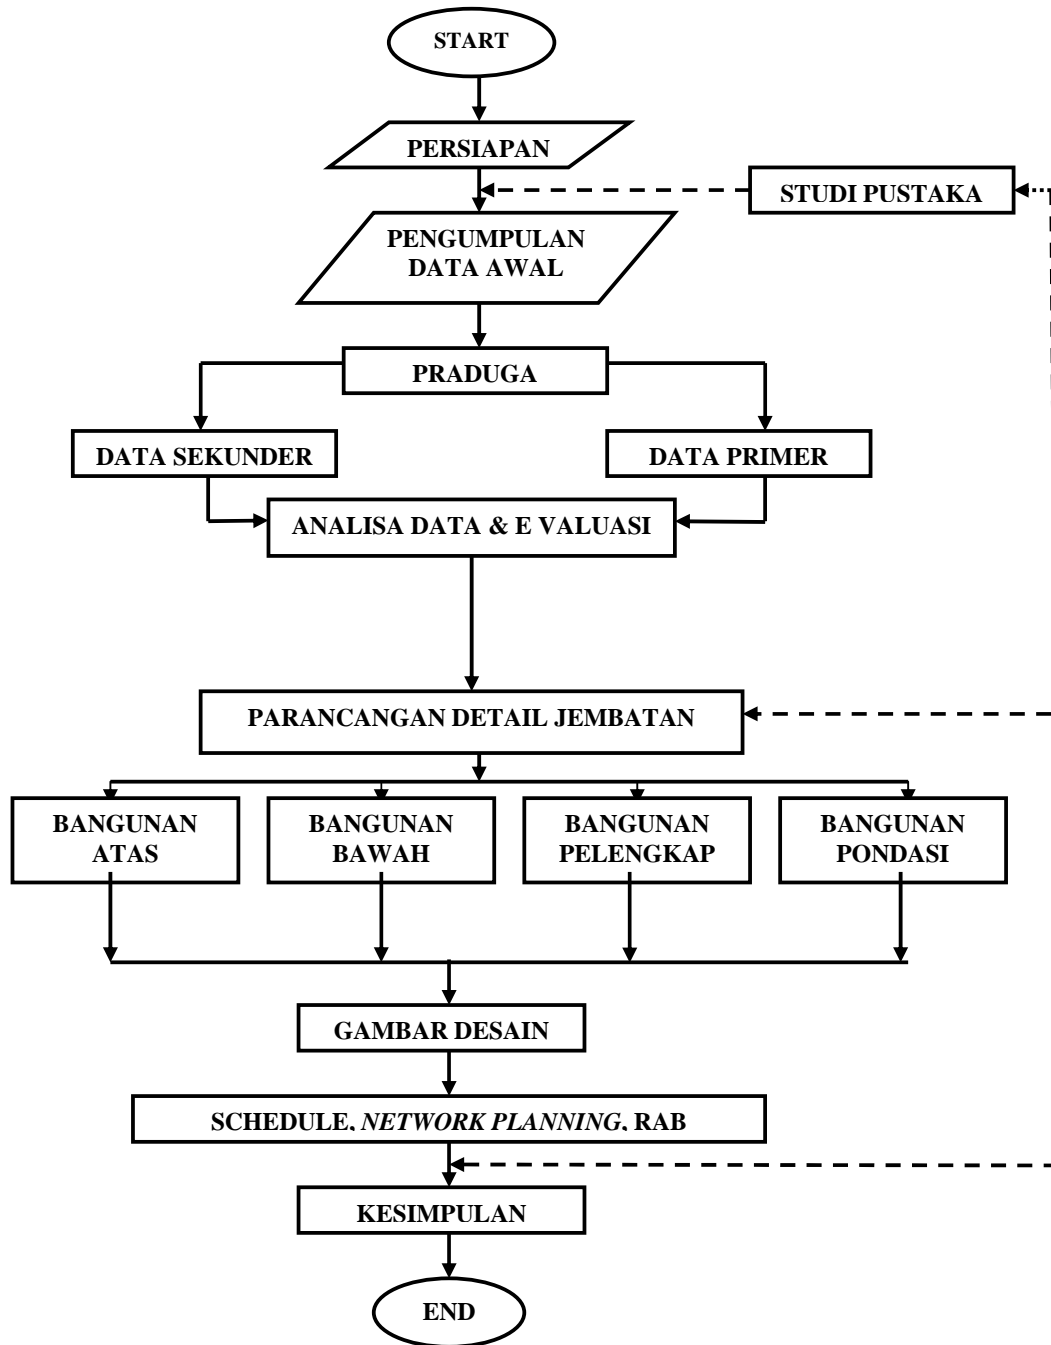 START
PERSIAPAN
STUDI PUSTAKA
PENGUMPULAN
DATA AWAL
PRADUGA
DATA SEKUNDER
DATA PRIMER
ANALISA DATA & E VALUASI
PARANCANGAN DETAIL JEMBATAN
BANGUNAN
ATAS
BANGUNAN
BAWAH
BANGUNAN
PELENGKAP
BANGUNAN
PONDASI
GAMBAR DESAIN
SCHEDULE, NETWORK PLANNING, RAB
KESIMPULAN
END